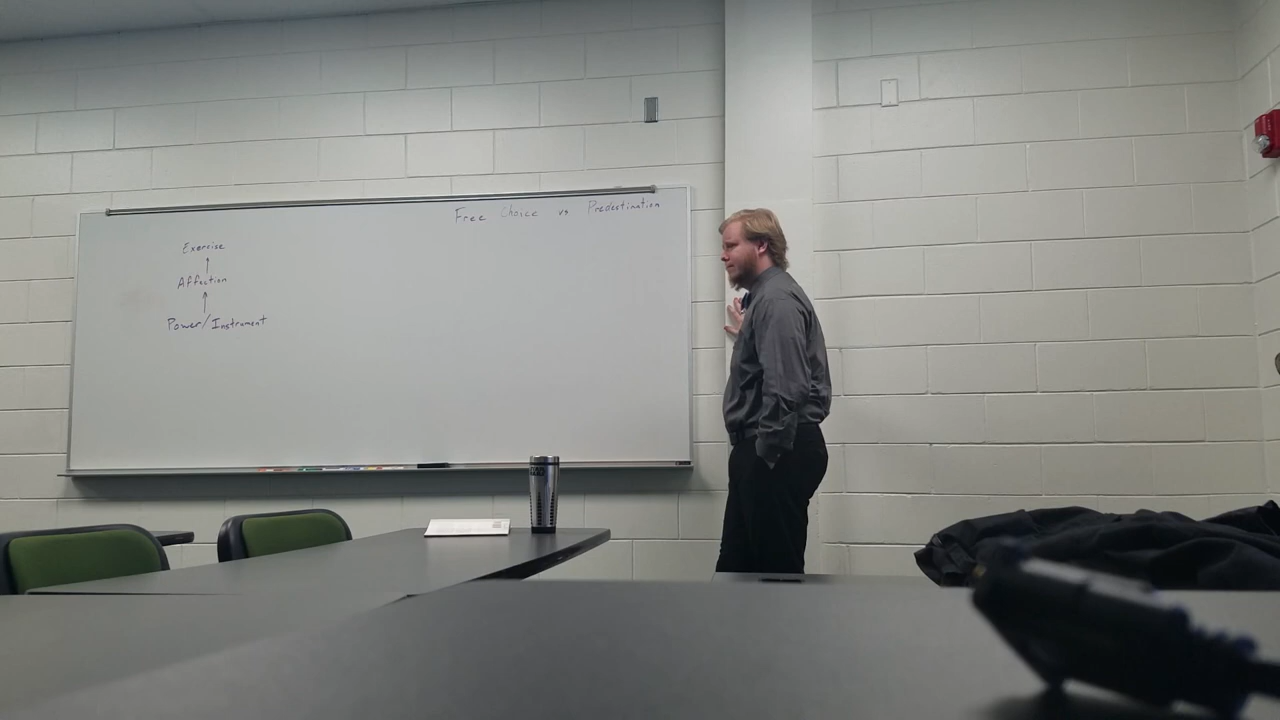 Free Choice vs Predestination
Exercise
Affection
Power/Instrument